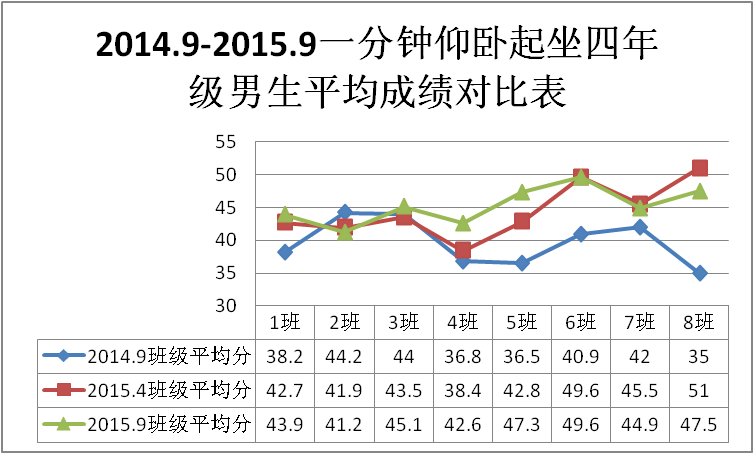 2014.9-2015.9一分钟仰卧起坐四年
级男生平均成绩对比表
55
50
45
40
35
30
1班 2班 3班 4班 5班 6班 7班 8班
2014.9班级平均分 38.2 44.2 44 36.8 36.5 40.9 42 35
2015.4班级平均分 42.7 41.9 43.5 38.4 42.8 49.6 45.5 51
2015.9班级平均分 43.9 41.2 45.1 42.6 47.3 49.6 44.9 47.5